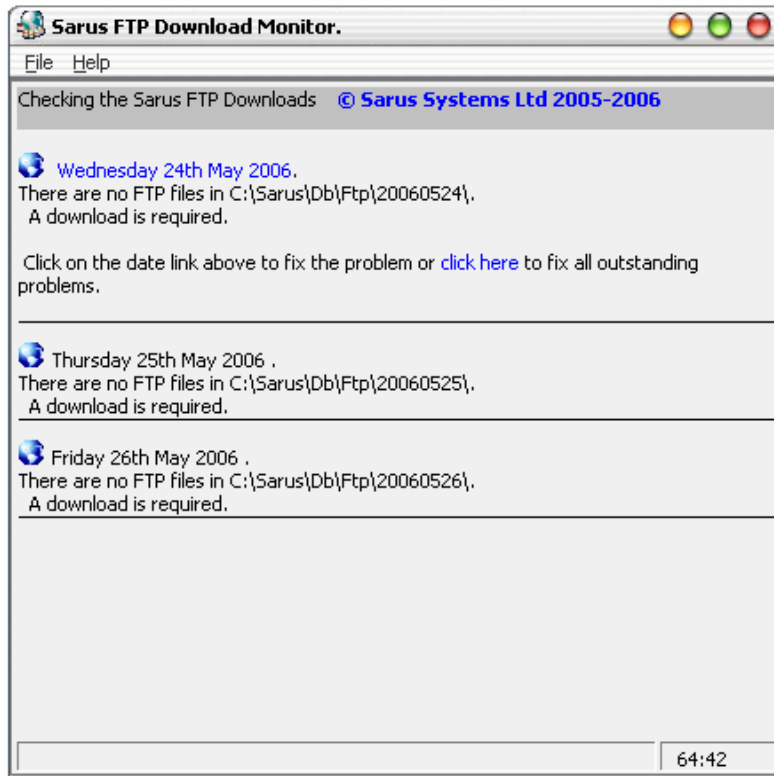 Sarus FTP Download Monitor.
File Help
Checking the Sarus FTP Downloads © Sarus Systems Ltd 2005-2006
Wednesday 24th May 2006.
There are no FTP files in C:\Sarus\Db\Ftp\20060524\.
A download is required.
Click on the date link above to fix the problem or click here to fix all outstanding
problems.
Thursday 25th May 2006 .
There are no FTP files in C:\Sarus\Db\Ftp\20060525\.
A download is required.
Friday 26th May 2006 .
There are no FTP files in C:\Sarus\Db\Ftp\20060526\.
A download is required.
64:42